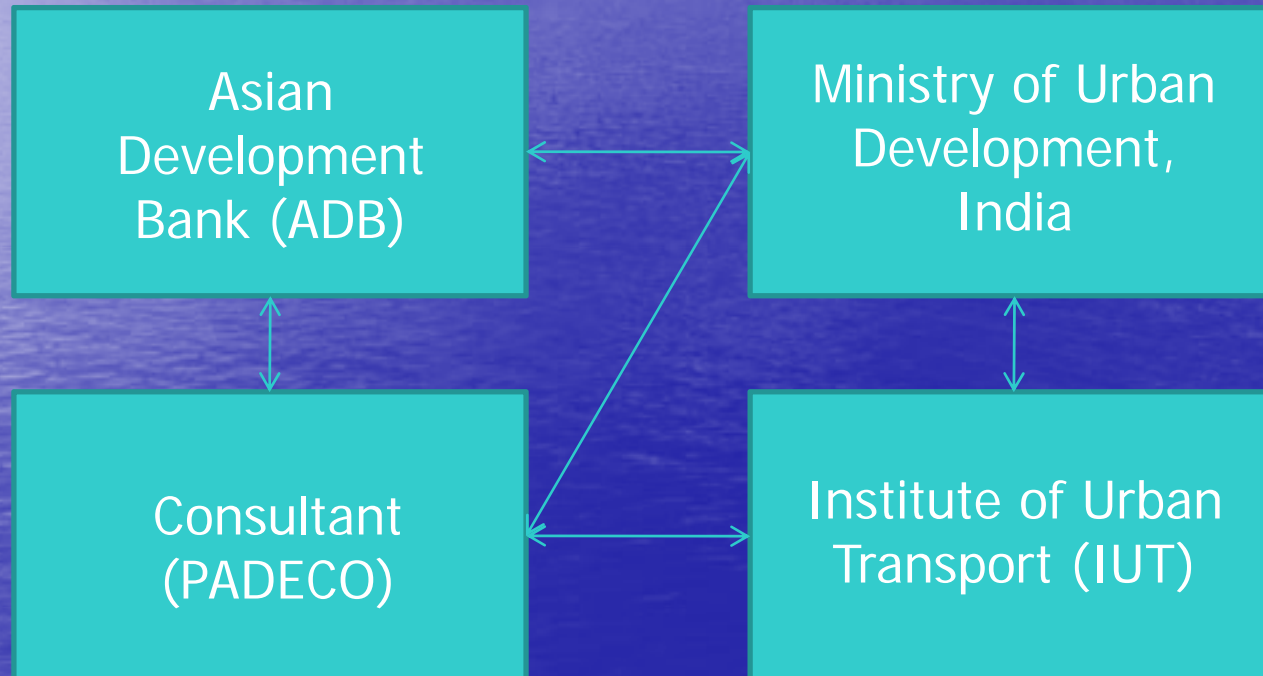 Asian
Development
Bank (ADB)
Ministry of Urban
Development,
India
Consultant
(PADECO)
Institute of Urban
Transport (IUT)